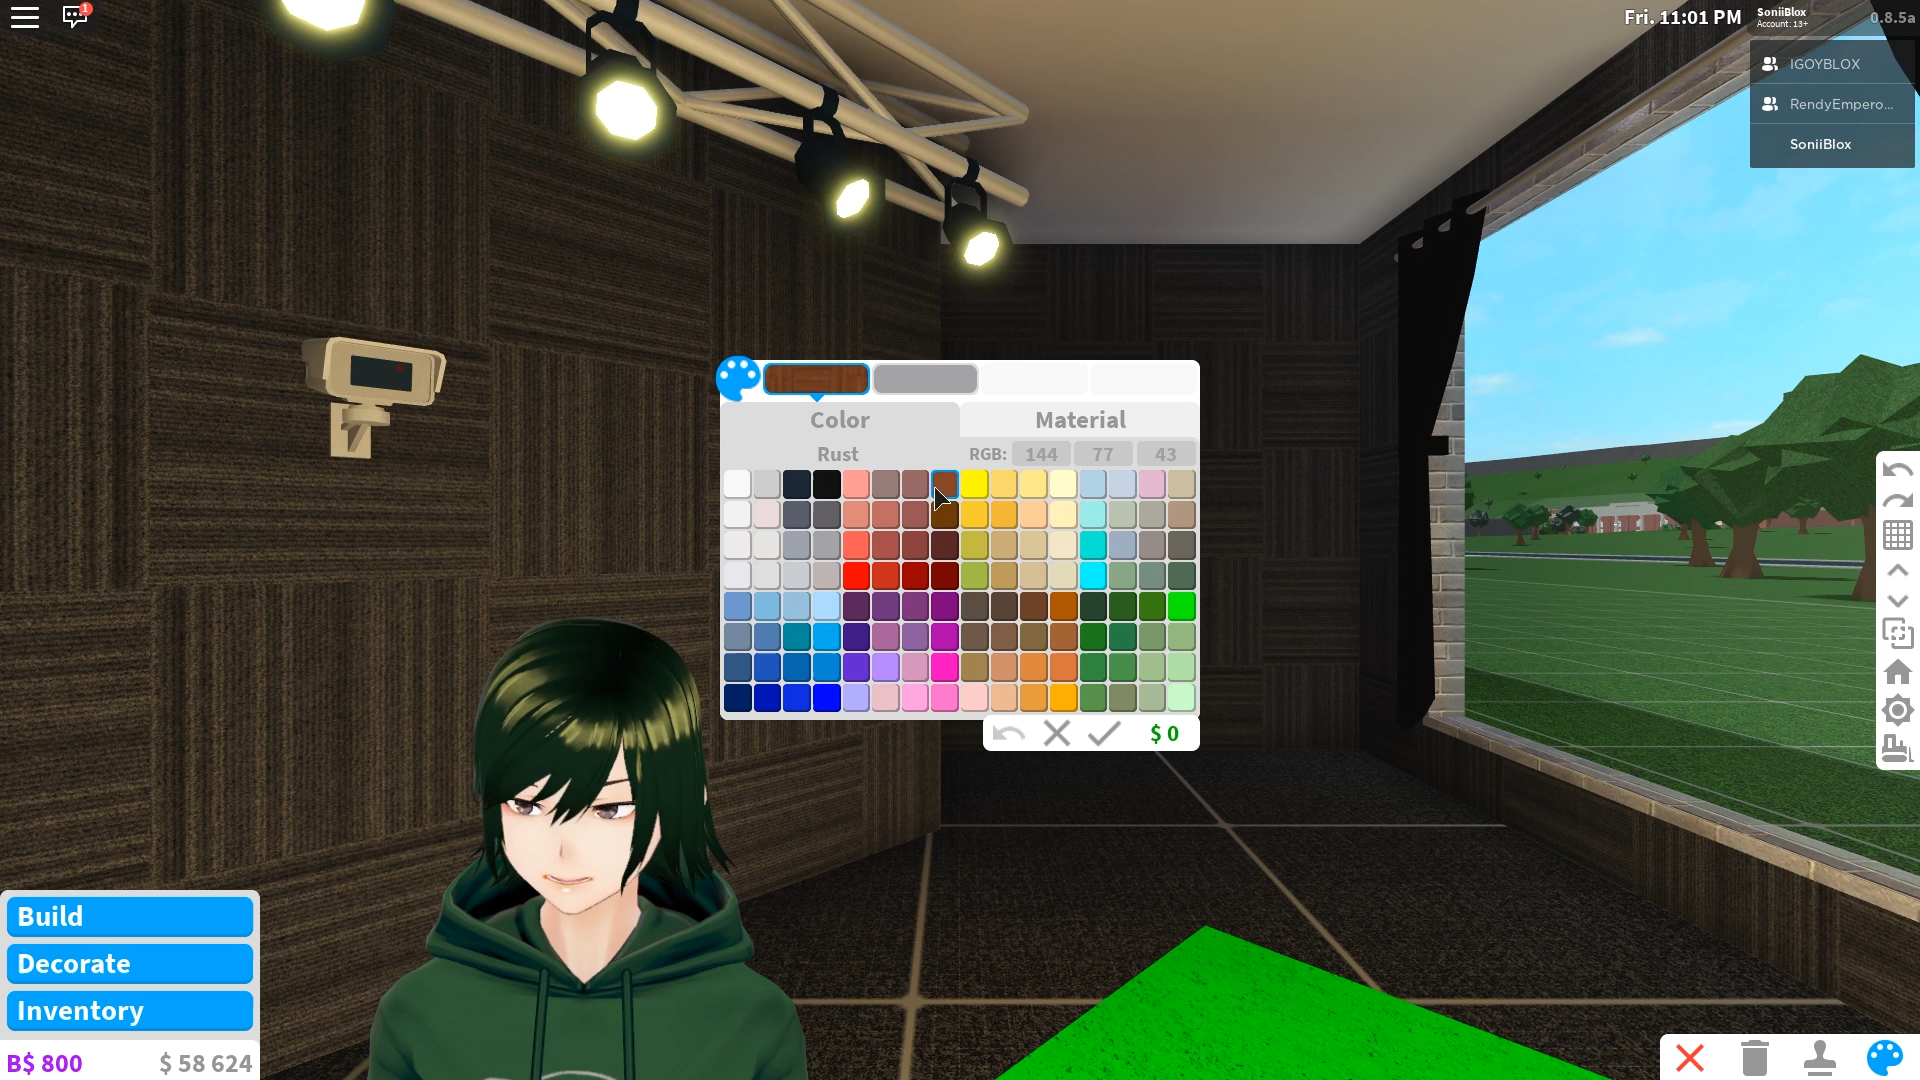 1
Fri. 11:01 PM
SoniiBlox
Account: 13+
0.8.5a
IGOYBLOX
RendyEmpero...
SoniiBlox
Color
Material
Rust
RGB: 144 77 43
$ 0
Build
Decorate
Inventory
B$ 800 $ 58 624